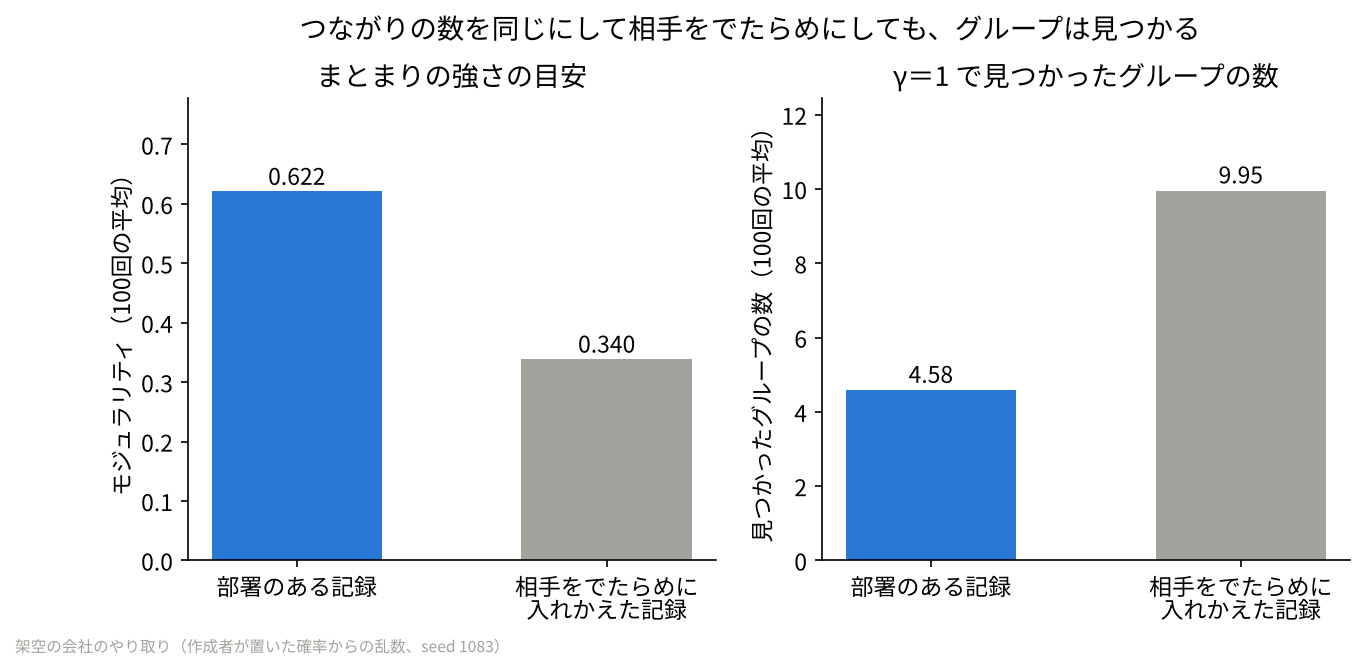 つながりの数を同じにして相手をでたらめにしても、グループは見つかる
まとまりの強さの目安
モジュラリティ（100回の平均）
0.7
0.6
0.5
0.4
0.3
0.2
0.1
0.0
0.622
0.340
部署のある記録
相手をでたらめに
入れかえた記録
γ＝1 で見つかったグループの数
見つかったグループの数（100回の平均）
12
10
8
6
4
2
0
4.58
9.95
部署のある記録
相手をでたらめに
入れかえた記録
架空の会社のやり取り（作成者が置いた確率からの乱数、seed 1083）